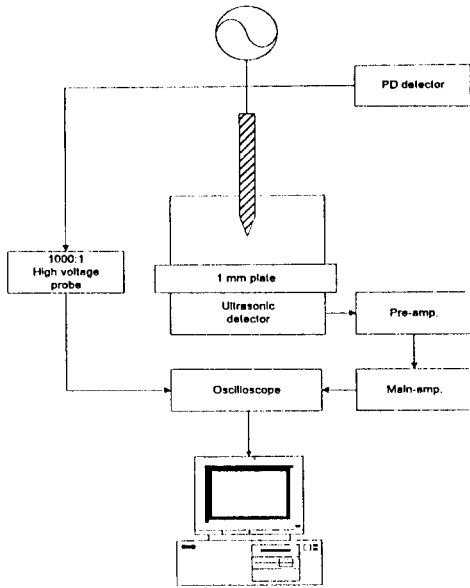 PD detector
1000:1
High voltage
probe
1 mm plate
Ultrasonic
detector
Pre-amp.
Oscilloscope
Main-amp.